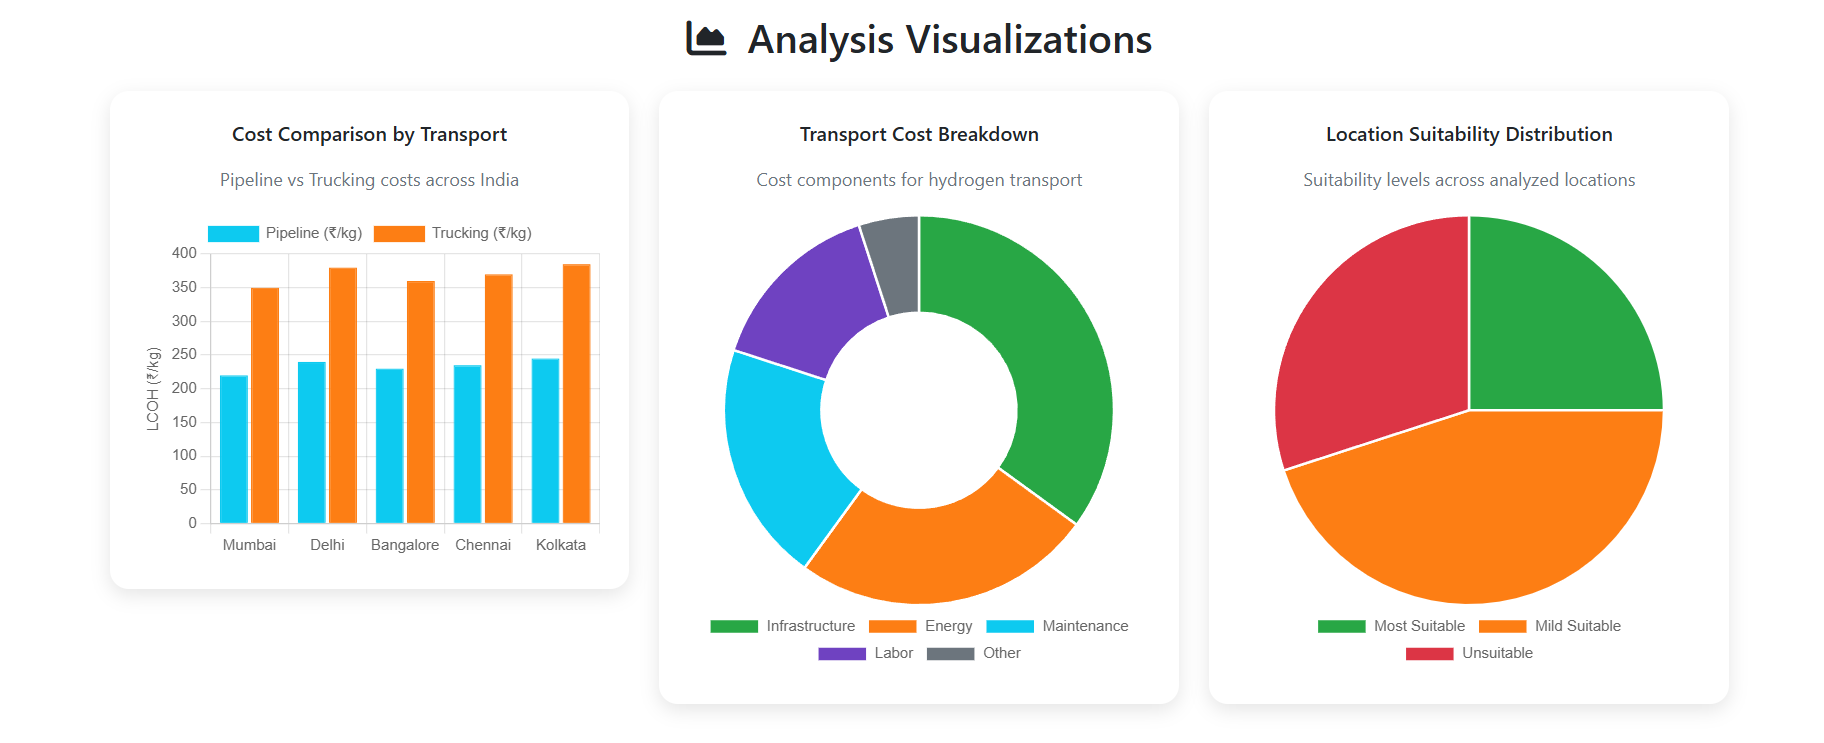 Analysis Visualizations
Cost Comparison by Transport
Pipeline vs Trucking costs across India
Pipeline (₹/kg) Trucking (₹/kg)
400
350
300
250
200
150
100
50
0
LCOH (₹/kg)
Mumbai Delhi Bangalore Chennai Kolkata
Transport Cost Breakdown
Cost components for hydrogen transport
Infrastructure Energy Maintenance
Labor Other
Location Suitability Distribution
Suitability levels across analyzed locations
Most Suitable Mild Suitable
Unsuitable